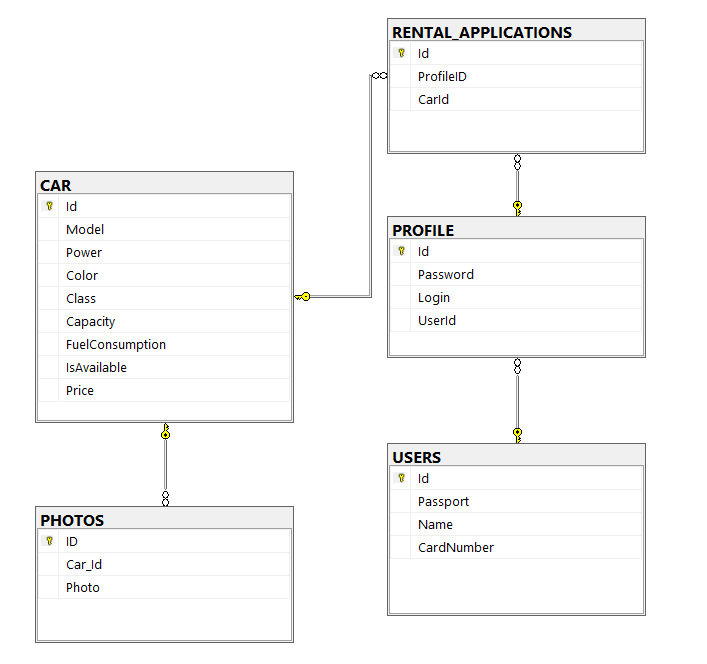 RENTAL_APPLICATIONS
Id
ProfileID
CarId
CAR
Id
Model
Power
Color
Class
Capacity
FuelConsumption
IsAvailable
Price
PROFILE
Id
Password
Login
UserId
USERS
Id
Passport
Name
CardNumber
PHOTOS
ID
Car_Id
Photo